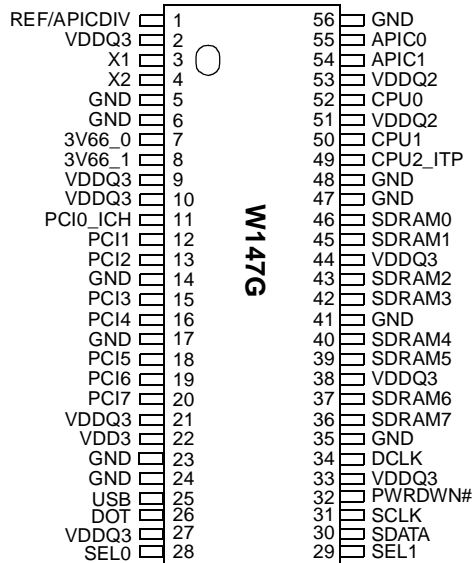 REF/APICDIV 1 56 GND
VDDQ3 2 55 APIC0
X1 3 54 APIC1
X2 4 53 VDDQ2
GND 5 52 CPU0
GND 6 51 VDDQ2
3V66_0 7 50 CPU1
3V66_1 8 49 CPU2_ITP
VDDQ3 9 48 GND
VDDQ3 10 47 GND
PCI0_ICH 11 46 SDRAM0
PCI1 12 45 SDRAM1
PCI2 13 44 VDDQ3
GND 14 43 SDRAM2
PCI3 15 42 SDRAM3
PCI4 16 41 GND
GND 17 40 SDRAM4
PCI5 18 39 SDRAM5
PCI6 19 38 VDDQ3
PCI7 20 37 SDRAM6
VDDQ3 21 36 SDRAM7
VDD3 22 35 GND
GND 23 34 DCLK
GND 24 33 VDDQ3
USB 25 32 PWRDWN#
DOT 26 31 SCLK
VDDQ3 27 30 SDATA
SEL0 28 29 SEL1
W147G